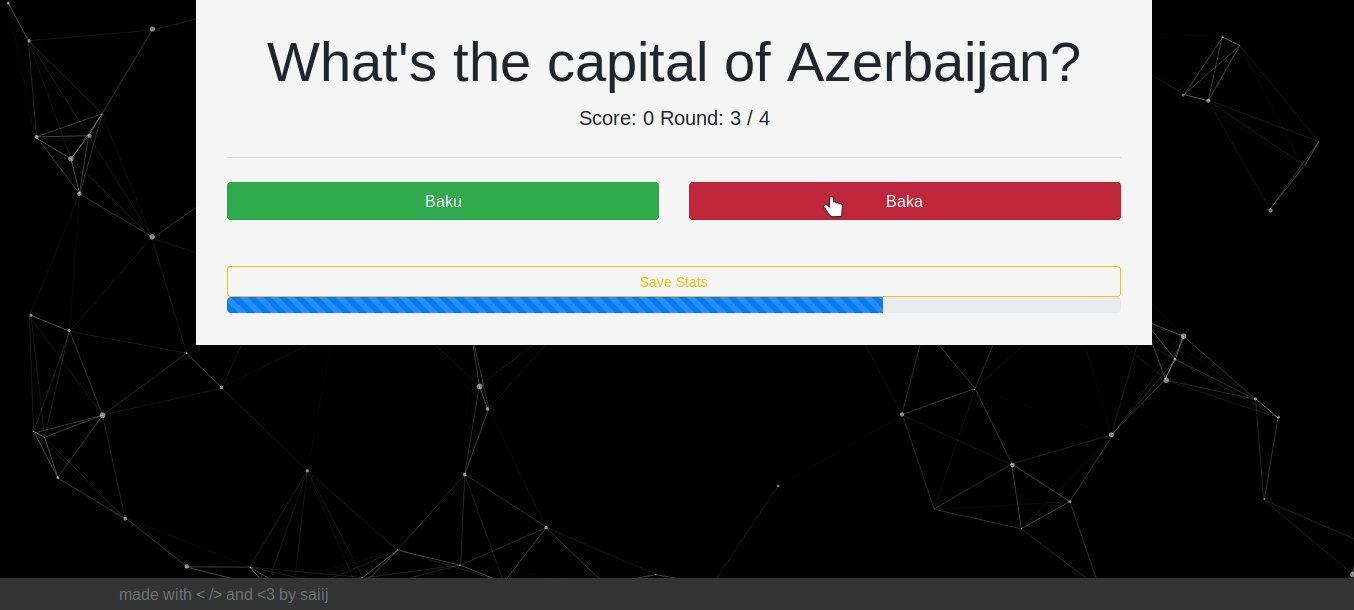 What's the capital of Azerbaijan?
Score: 0 Round: 3 / 4
Baku
Baka
Save Stats
made with < /> and <3 by saiij